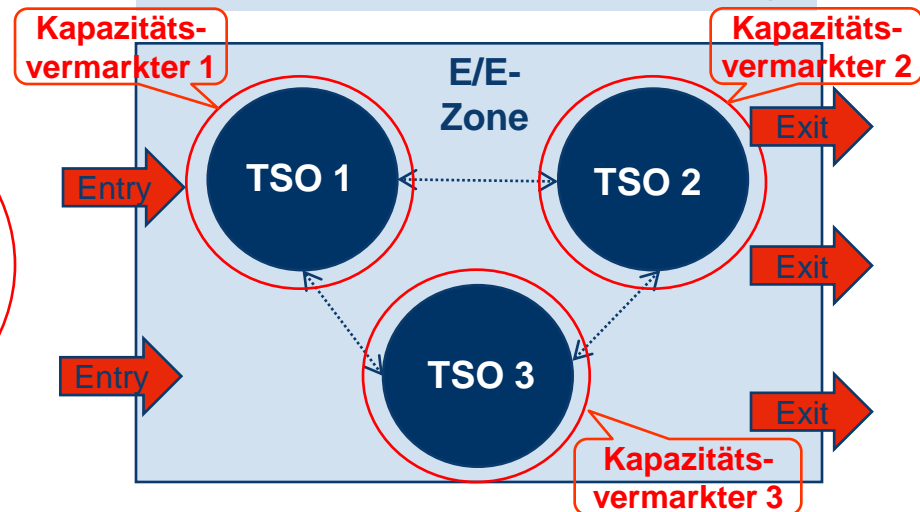 Kapazitäts-
vermarkter 1
Kapazitäts-
vermarkter 2
E/E-
Zone
Exit
Entry
TSO 1
TSO 2
Exit
Entry
TSO 3
Exit
Kapazitäts-
vermarkter 3